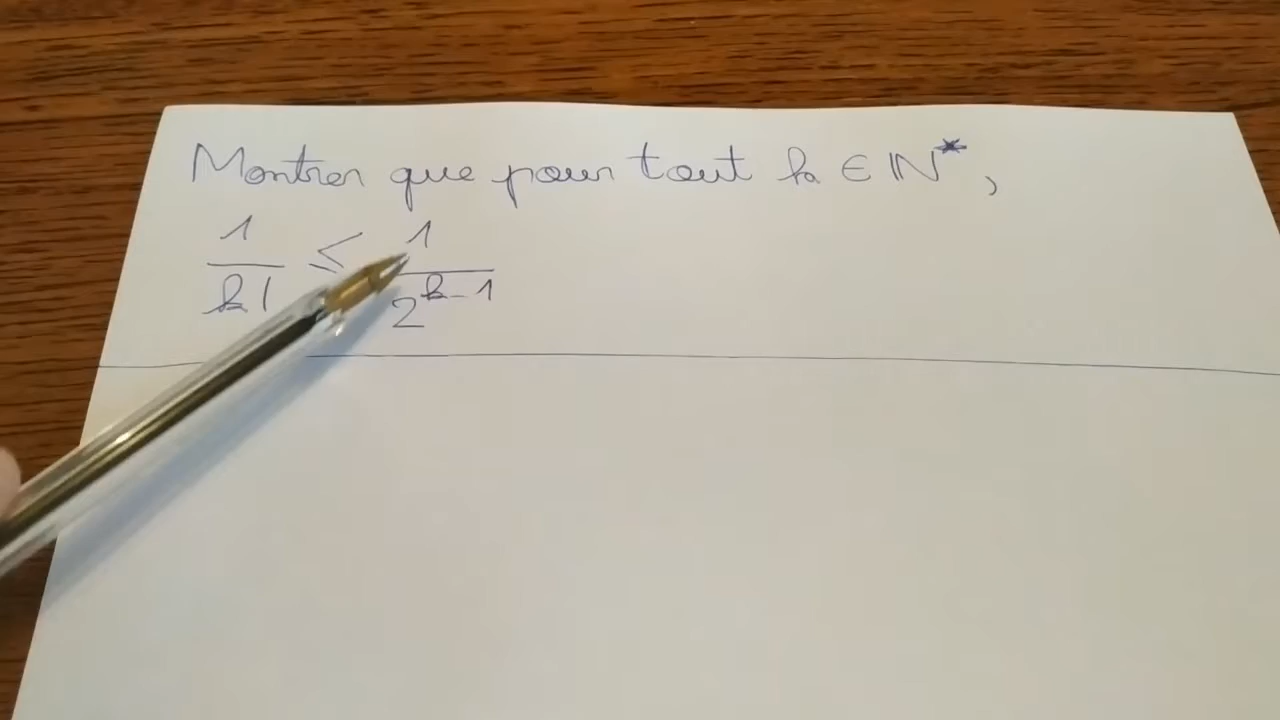 Montrer que pour tout k ∈ ℕ*,
1/k! ≤ 1/2^(k-1)